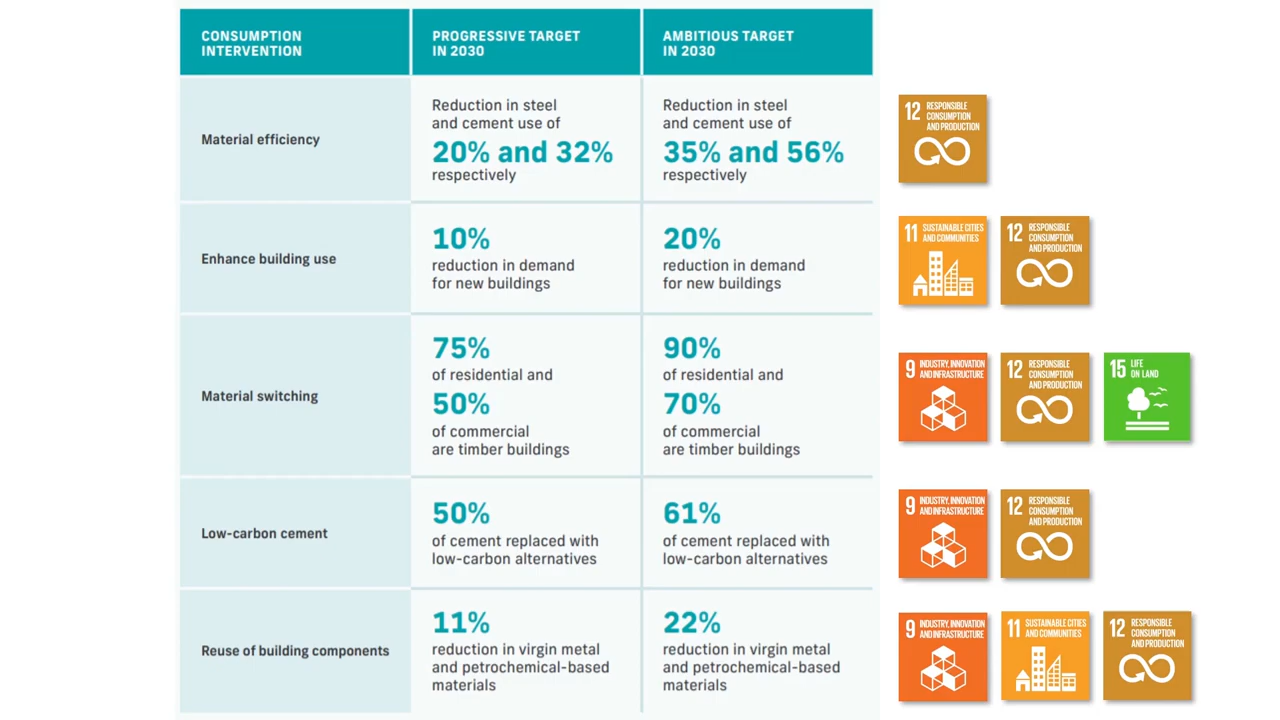 CONSUMPTION
INTERVENTION
PROGRESSIVE TARGET
IN 2030
AMBITIOUS TARGET
IN 2030
Material efficiency
Reduction in steel
and cement use of
20% and 32%
respectively
Reduction in steel
and cement use of
35% and 56%
respectively
12 RESPONSIBLE
CONSUMPTION
AND PRODUCTION
Enhance building use
10%
reduction in demand
for new buildings
20%
reduction in demand
for new buildings
11 SUSTAINABLE CITIES
AND COMMUNITIES
12 RESPONSIBLE
CONSUMPTION
AND PRODUCTION
Material switching
75%
of residential and
50%
of commercial
are timber buildings
90%
of residential and
70%
of commercial
are timber buildings
9 INDUSTRY, INNOVATION
AND INFRASTRUCTURE
12 RESPONSIBLE
CONSUMPTION
AND PRODUCTION
15 LIFE
ON LAND
Low-carbon cement
50%
of cement replaced with
low-carbon alternatives
61%
of cement replaced with
low-carbon alternatives
9 INDUSTRY, INNOVATION
AND INFRASTRUCTURE
12 RESPONSIBLE
CONSUMPTION
AND PRODUCTION
Reuse of building components
11%
reduction in virgin metal
and petrochemical-based
materials
22%
reduction in virgin metal
and petrochemical-based
materials
9 INDUSTRY, INNOVATION
AND INFRASTRUCTURE
11 SUSTAINABLE CITIES
AND COMMUNITIES
12 RESPONSIBLE
CONSUMPTION
AND PRODUCTION